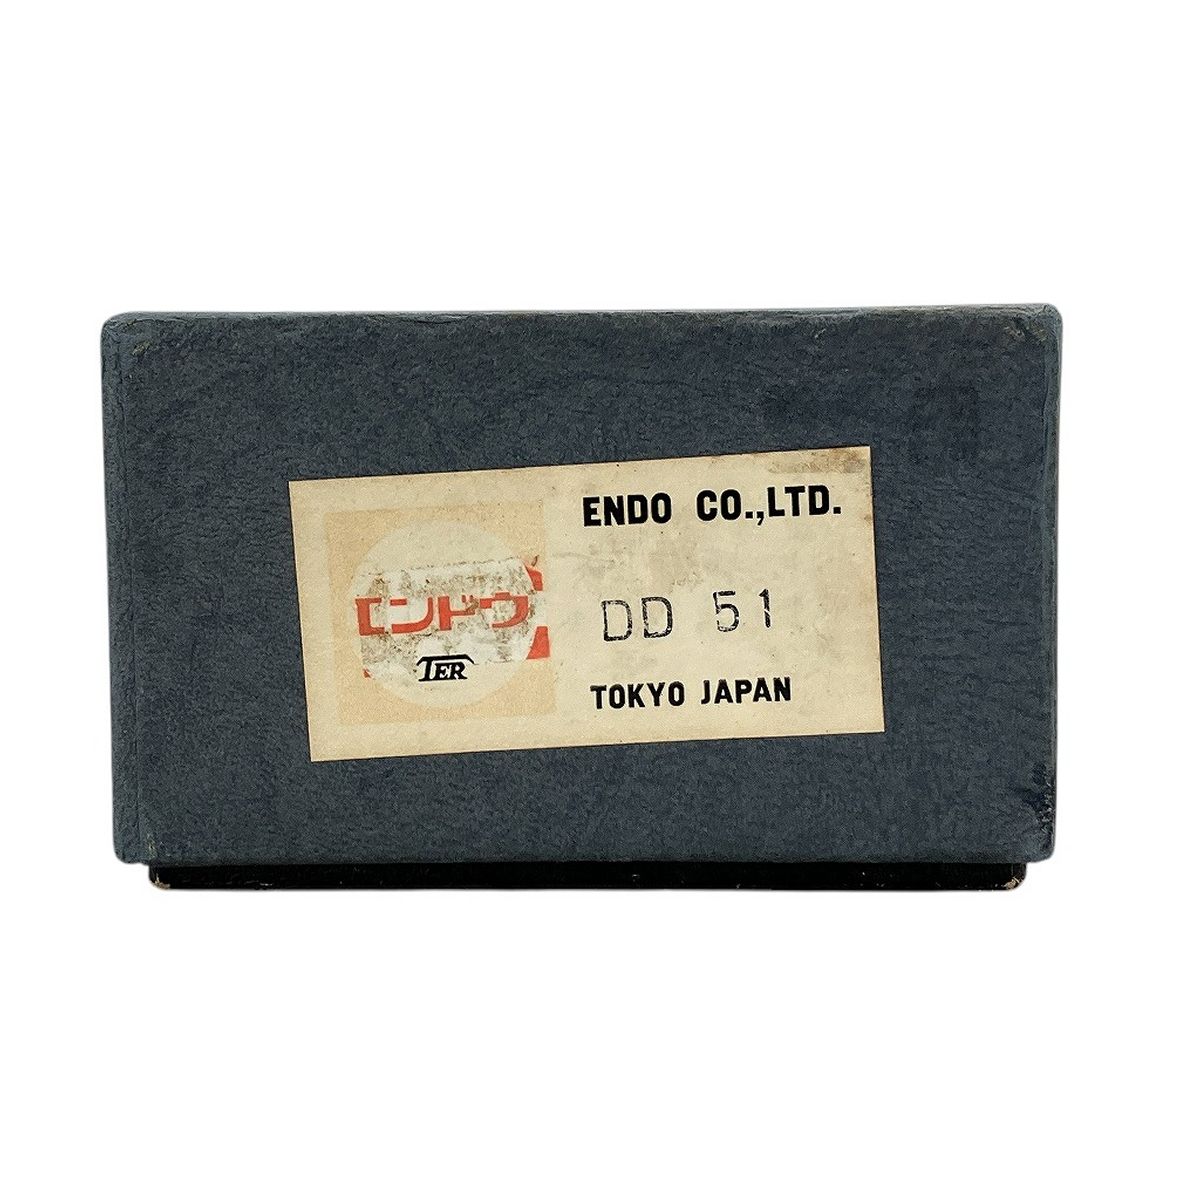 エンドウ
TER
ENDO CO.,LTD.
DD 51
TOKYO JAPAN